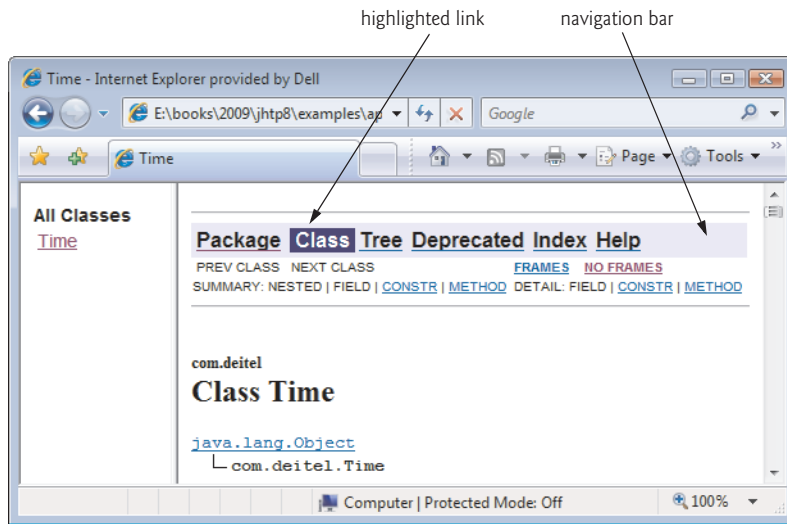 highlighted link navigation bar
Time - Internet Explorer provided by Dell
E:\books\2009\jhtp8\examples\ap Google
Time Page Tools »
All Classes
Time
Package Class Tree Deprecated Index Help
PREV CLASS NEXT CLASS FRAMES NO FRAMES
SUMMARY: NESTED | FIELD | CONSTR | METHOD DETAIL: FIELD | CONSTR | METHOD
com.deitel
Class Time
java.lang.Object
com.deitel.Time
Computer | Protected Mode: Off 100%